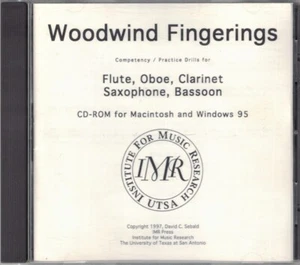 Woodwind Fingerings
Competency / Practice Drills for
Flute, Oboe, Clarinet
Saxophone, Bassoon
CD-ROM for Macintosh and Windows 95
INSTITUTE FOR MUSIC RESEARCH
IMR
UTSA
Copyright 1997, David C. Sebald
IMR Press
Institute for Music Research
The University of Texas at San Antonio